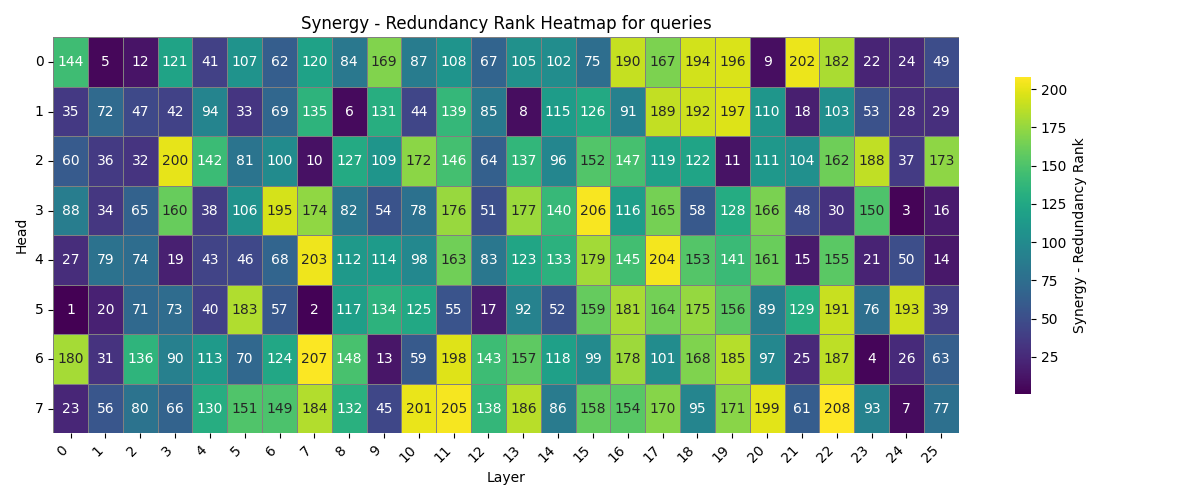 Synergy - Redundancy Rank Heatmap for queries
0 144 5 12 121 41 107 62 120 84 169 87 108 67 105 102 75 190 167 194 196 9 202 182 22 24 49
1 35 72 47 42 94 33 69 135 6 131 44 139 85 8 115 126 91 189 192 197 110 18 103 53 28 29
2 60 36 32 200 142 81 100 10 127 109 172 146 64 137 96 152 147 119 122 11 111 104 162 188 37 173
3 88 34 65 160 38 106 195 174 82 54 78 176 51 177 140 206 116 165 58 128 166 48 30 150 3 16
4 27 79 74 19 43 46 68 203 112 114 98 163 83 123 133 179 145 204 153 141 161 15 155 21 50 14
5 1 20 71 73 40 183 57 2 117 134 125 55 17 92 52 159 181 164 175 156 89 129 191 76 193 39
6 180 31 136 90 113 70 124 207 148 13 59 198 143 157 118 99 178 101 168 185 97 25 187 4 26 63
7 23 56 80 66 130 151 149 184 132 45 201 205 138 186 86 158 154 170 95 171 199 61 208 93 7 77
0 1 2 3 4 5 6 7 8 9 10 11 12 13 14 15 16 17 18 19 20 21 22 23 24 25
Layer
Head
200
175
150
125
100
75
50
25
Synergy - Redundancy Rank